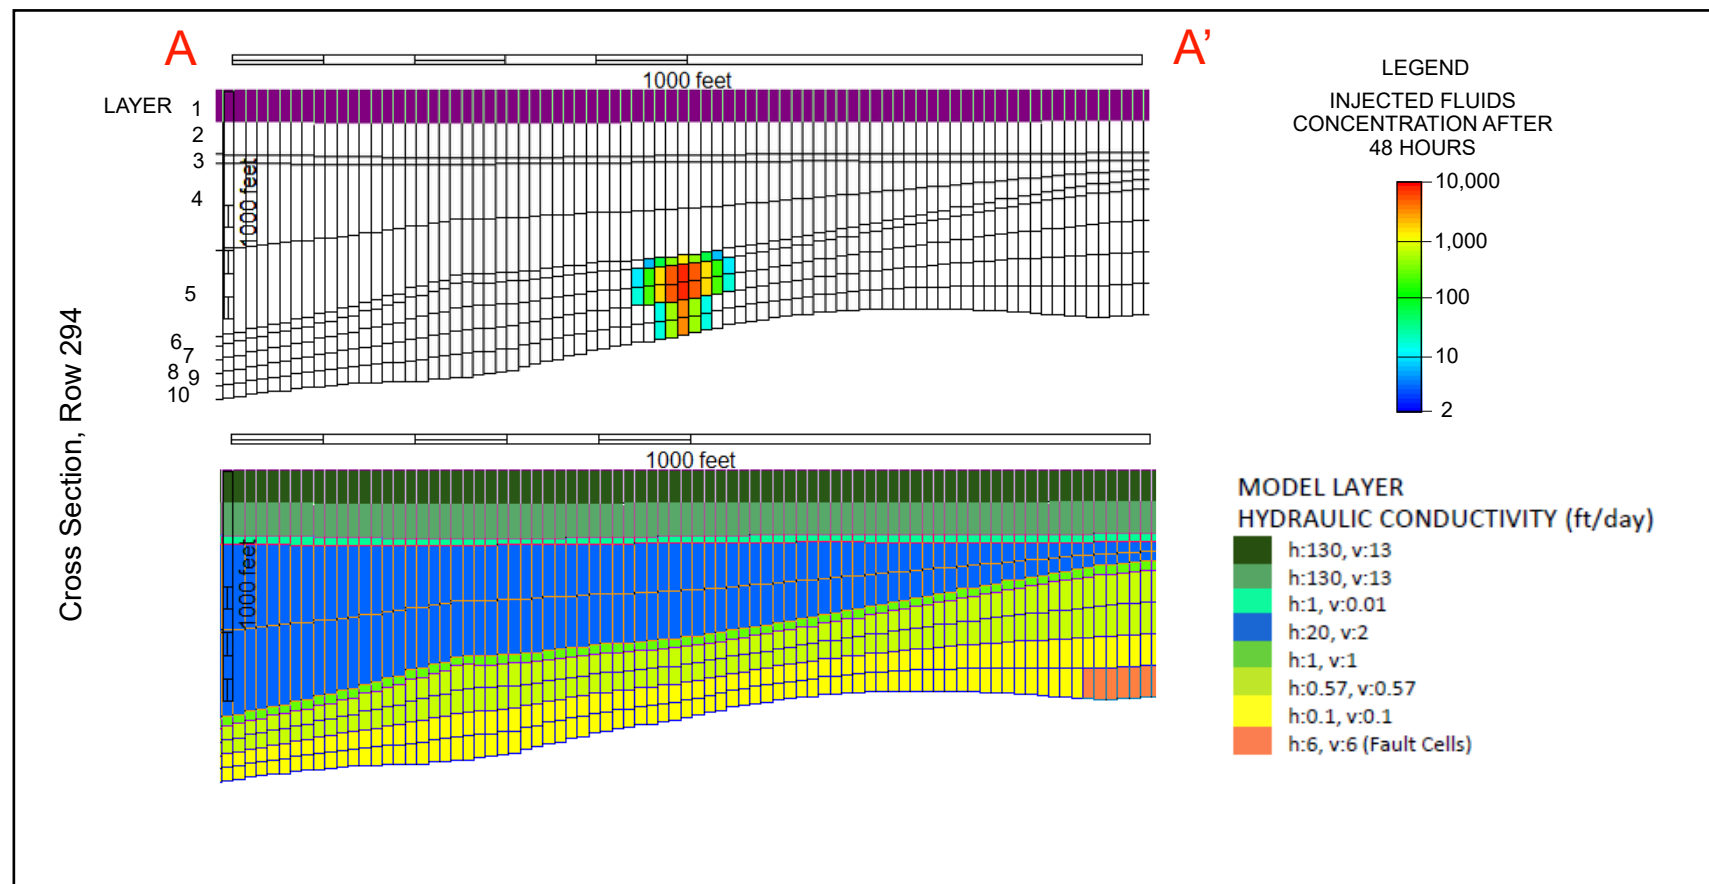 A
A’
1000 feet
LAYER
1
2
3
4
5
6
7
8
9
10
1000 feet
LEGEND
INJECTED FLUIDS
CONCENTRATION AFTER
48 HOURS
10,000
1,000
100
10
2
Cross Section, Row 294
1000 feet
1000 feet
MODEL LAYER
HYDRAULIC CONDUCTIVITY (ft/day)
h:130, v:13
h:130, v:13
h:1, v:0.01
h:20, v:2
h:1, v:1
h:0.57, v:0.57
h:0.1, v:0.1
h:6, v:6 (Fault Cells)